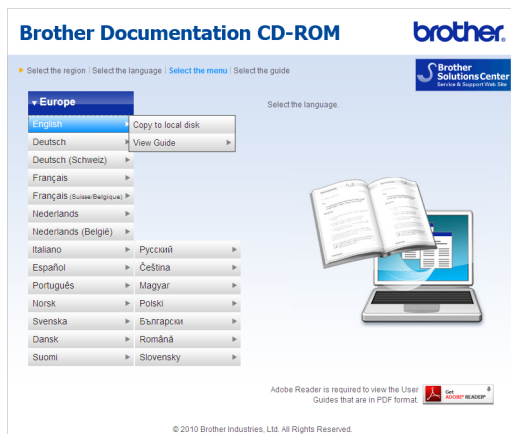 Brother Documentation CD-ROM
brother
Select the region | Select the language | Select the menu | Select the guide
Brother
Solutions Center
Service & Support Web Site
Europe
Select the language.
English
Copy to local disk
Deutsch
View Guide
Deutsch (Schweiz)
Français
Français (Suisse/Belgique)
Nederlands
Nederlands (België)
Italiano
Русский
Español
Čeština
Português
Magyar
Norsk
Polski
Svenska
Български
Dansk
Română
Suomi
Slovensky
Adobe Reader is required to view the User
Guides that are in PDF format.
Get
ADOBE® READER®
© 2010 Brother Industries, Ltd. All Rights Reserved.